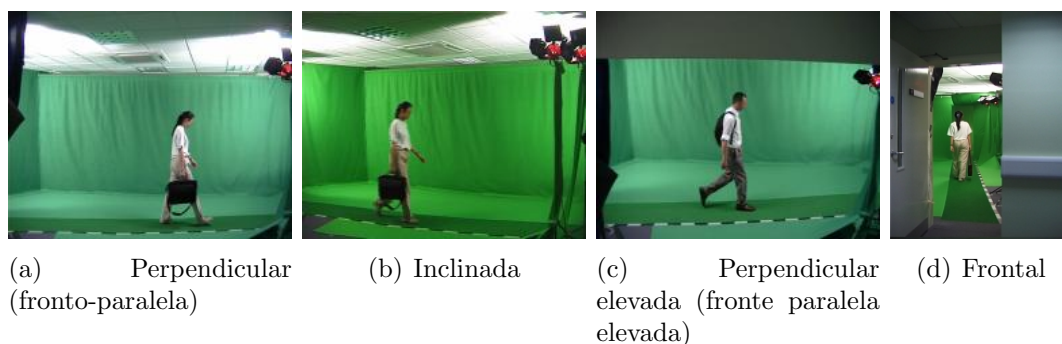 (a) Perpendicular
(fronto-paralela)
(b) Inclinada
(c) Perpendicular
elevada (fronte paralela
elevada)
(d) Frontal